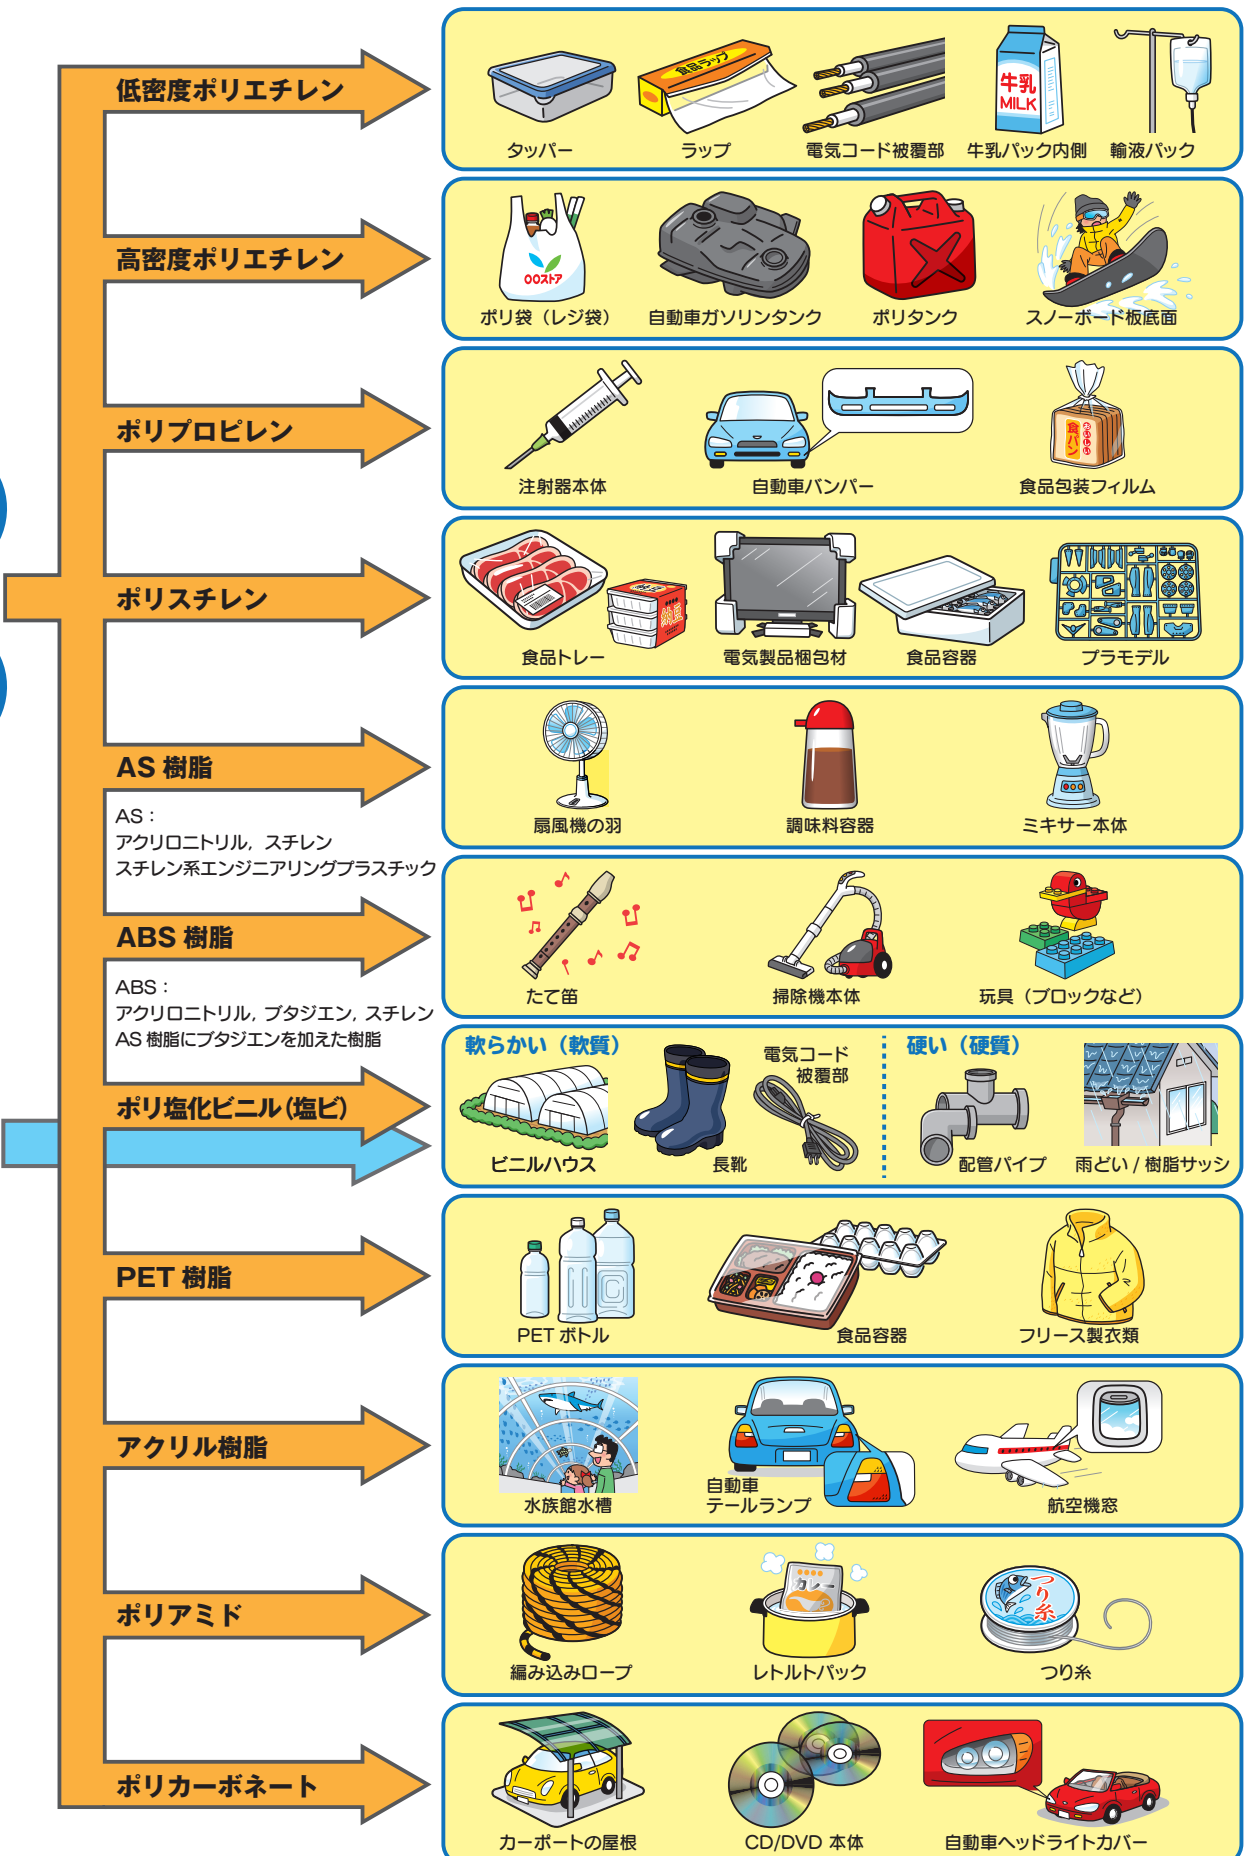 低密度ポリエチレン
食品ラップ
牛乳
MILK
タッパー
ラップ
電気コード被覆部
牛乳パック内側
輸液パック
高密度ポリエチレン
〇〇ストア
ポリ袋（レジ袋）
自動車ガソリンタンク
ポリタンク
スノーボード板底面
ポリプロピレン
おいしい
食パン
注射器本体
自動車バンパー
食品包装フィルム
ポリスチレン
納豆
食品トレー
電気製品梱包材
食品容器
プラモデル
AS 樹脂
AS：
アクリロニトリル，スチレン
スチレン系エンジニアリングプラスチック
扇風機の羽
調味料容器
ミキサー本体
ABS 樹脂
ABS：
アクリロニトリル，ブタジエン，スチレン
AS 樹脂にブタジエンを加えた樹脂
たて笛
掃除機本体
玩具（ブロックなど）
ポリ塩化ビニル（塩ビ）
軟らかい（軟質）
ビニルハウス
長靴
電気コード
被覆部
硬い（硬質）
配管パイプ
雨どい / 樹脂サッシ
PET 樹脂
PET ボトル
食品容器
フリース製衣類
アクリル樹脂
水族館水槽
自動車
テールランプ
航空機窓
ポリアミド
カレー
つり糸
編み込みロープ
レトルトパック
つり糸
ポリカーボネート
カーポートの屋根
CD/DVD 本体
自動車ヘッドライトカバー